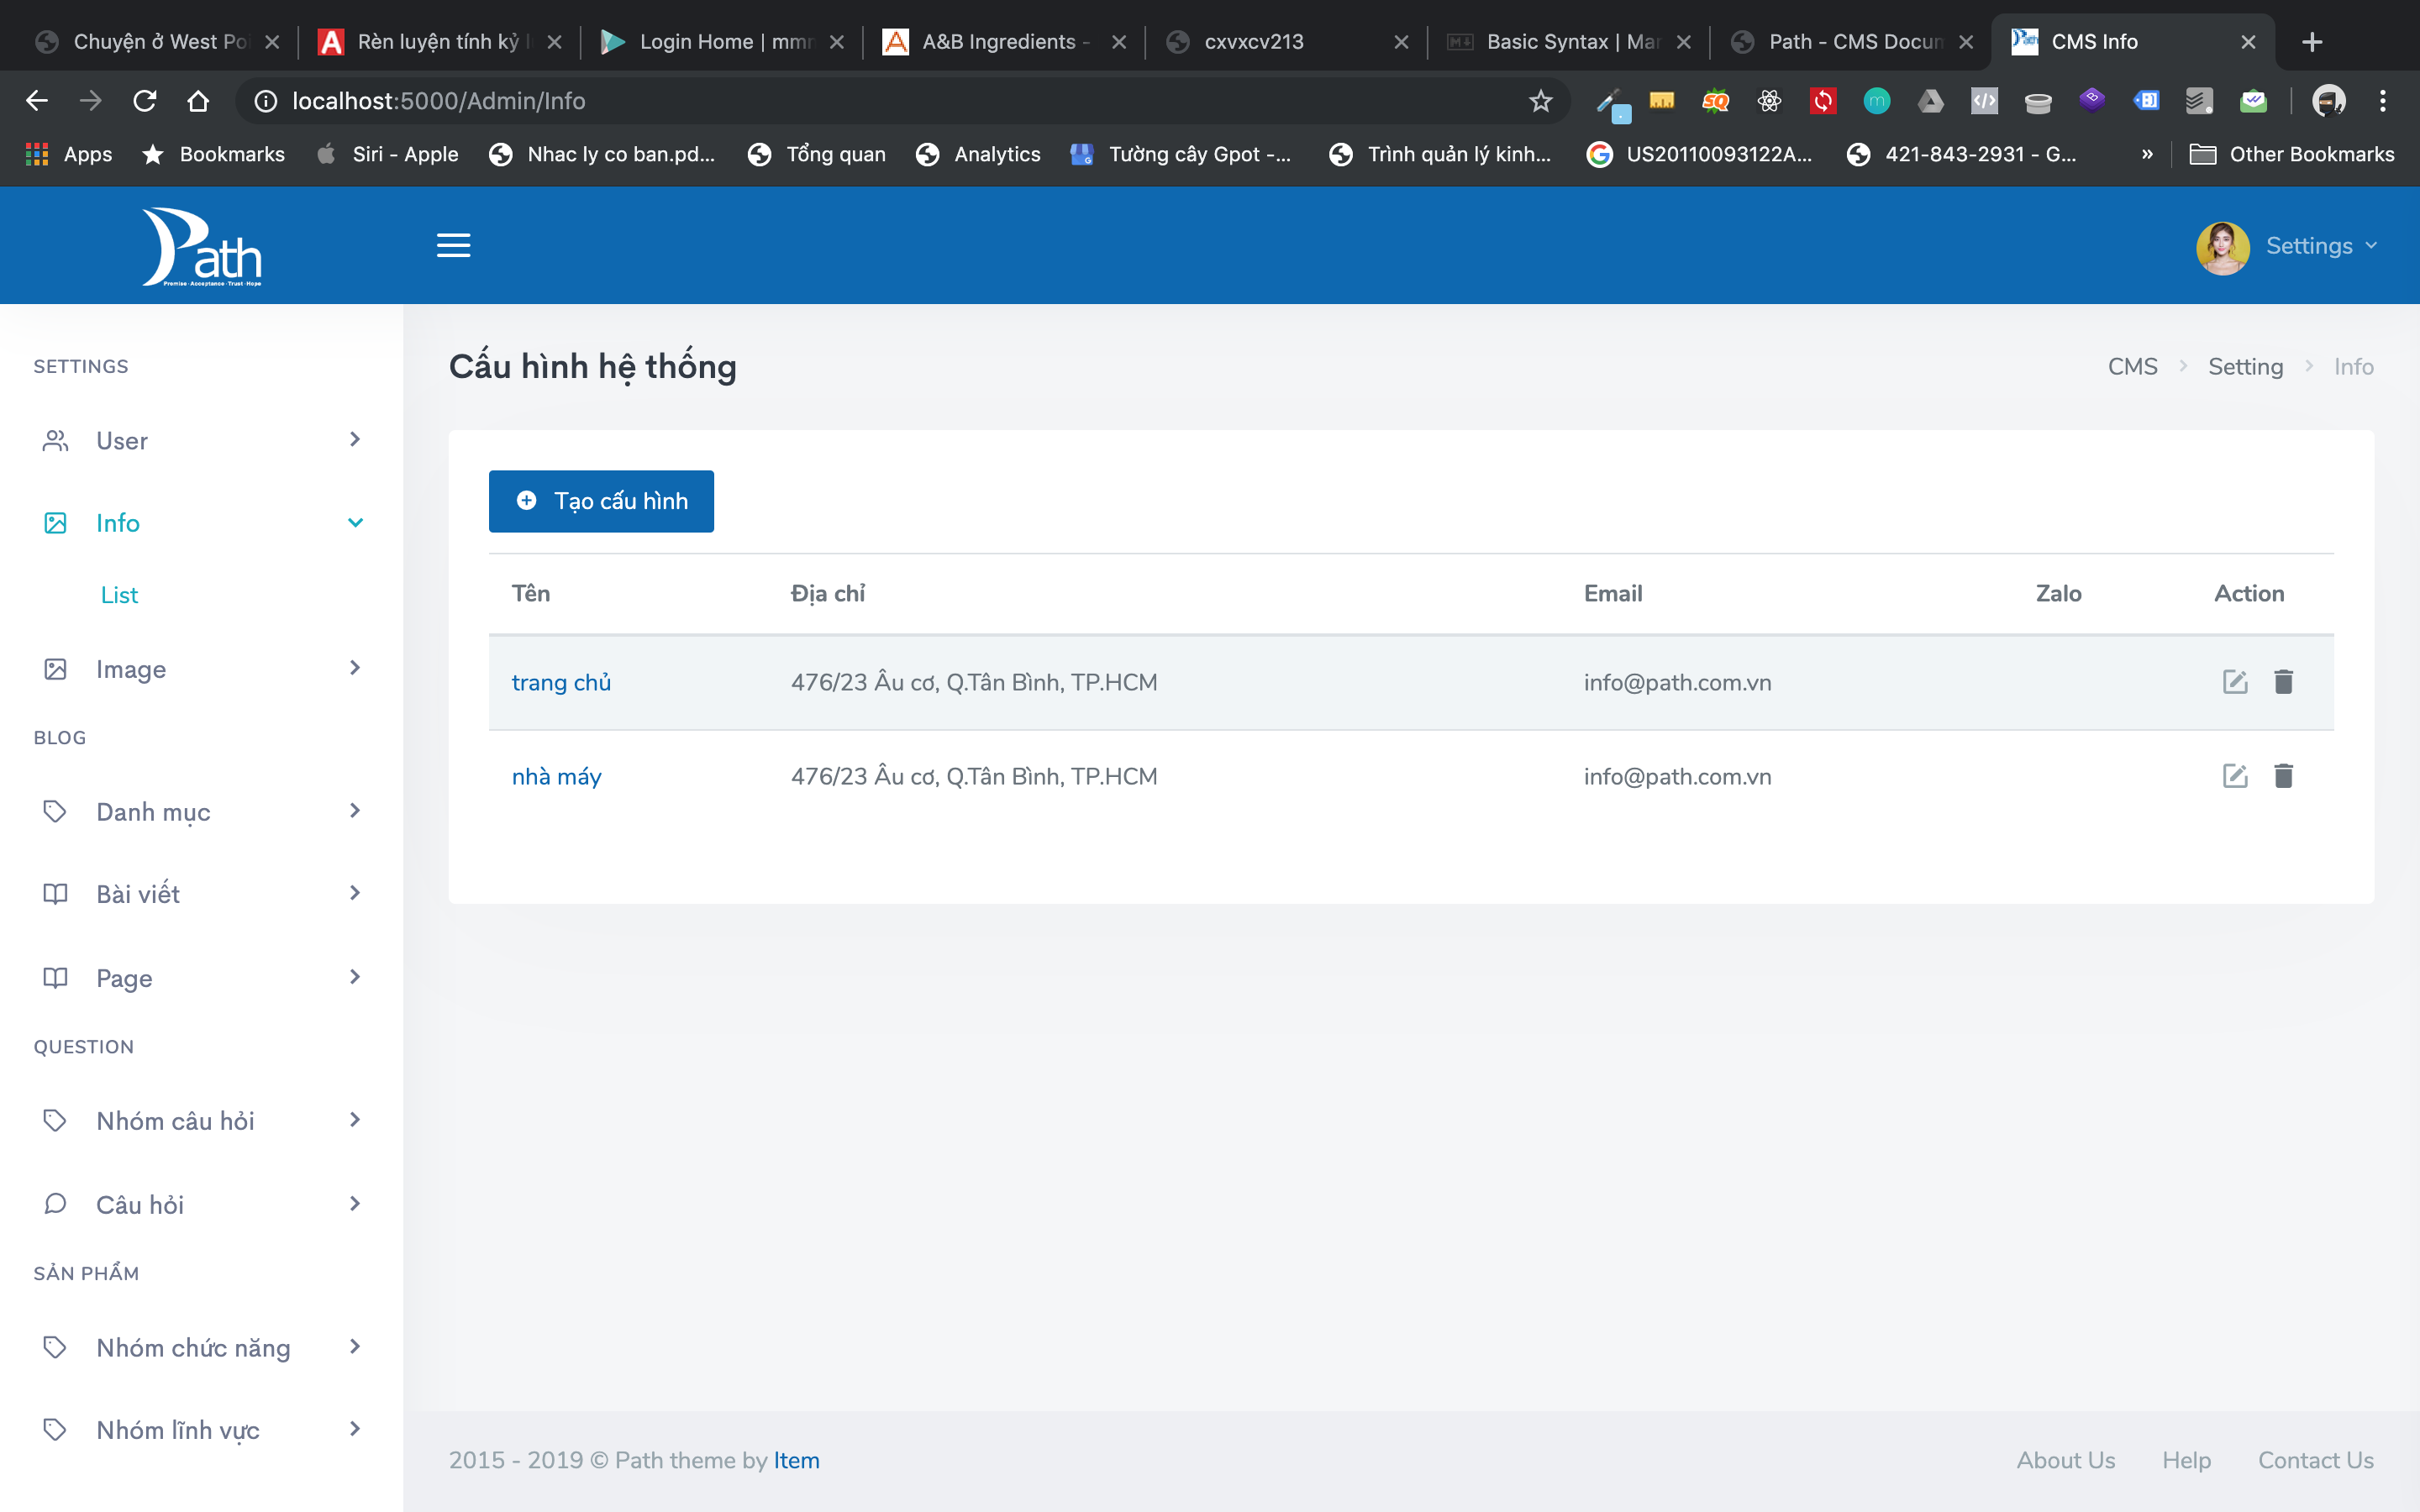 Chuyện ở West Poi
Rèn luyện tính kỷ l
Login Home | mmm
A&B Ingredients -
cxvxcv213
Basic Syntax | Mar
Path - CMS Docum
CMS Info
localhost:5000/Admin/Info
Apps
Bookmarks
Siri - Apple
Nhac ly co ban.pd...
Tổng quan
Analytics
Tường cây Gpot -...
Trình quản lý kinh...
US20110093122A...
421-843-2931 - G...
»
Other Bookmarks
Path
Promise - Acceptance - Trust - Hope
Settings
SETTINGS
User
Info
List
Image
BLOG
Danh mục
Bài viết
Page
QUESTION
Nhóm câu hỏi
Câu hỏi
SẢN PHẨM
Nhóm chức năng
Nhóm lĩnh vực
Cấu hình hệ thống
CMS > Setting > Info
Tạo cấu hình
Tên Địa chỉ Email Zalo Action
trang chủ 476/23 Âu cơ, Q.Tân Bình, TP.HCM info@path.com.vn
nhà máy 476/23 Âu cơ, Q.Tân Bình, TP.HCM info@path.com.vn
2015 - 2019 © Path theme by Item
About Us Help Contact Us